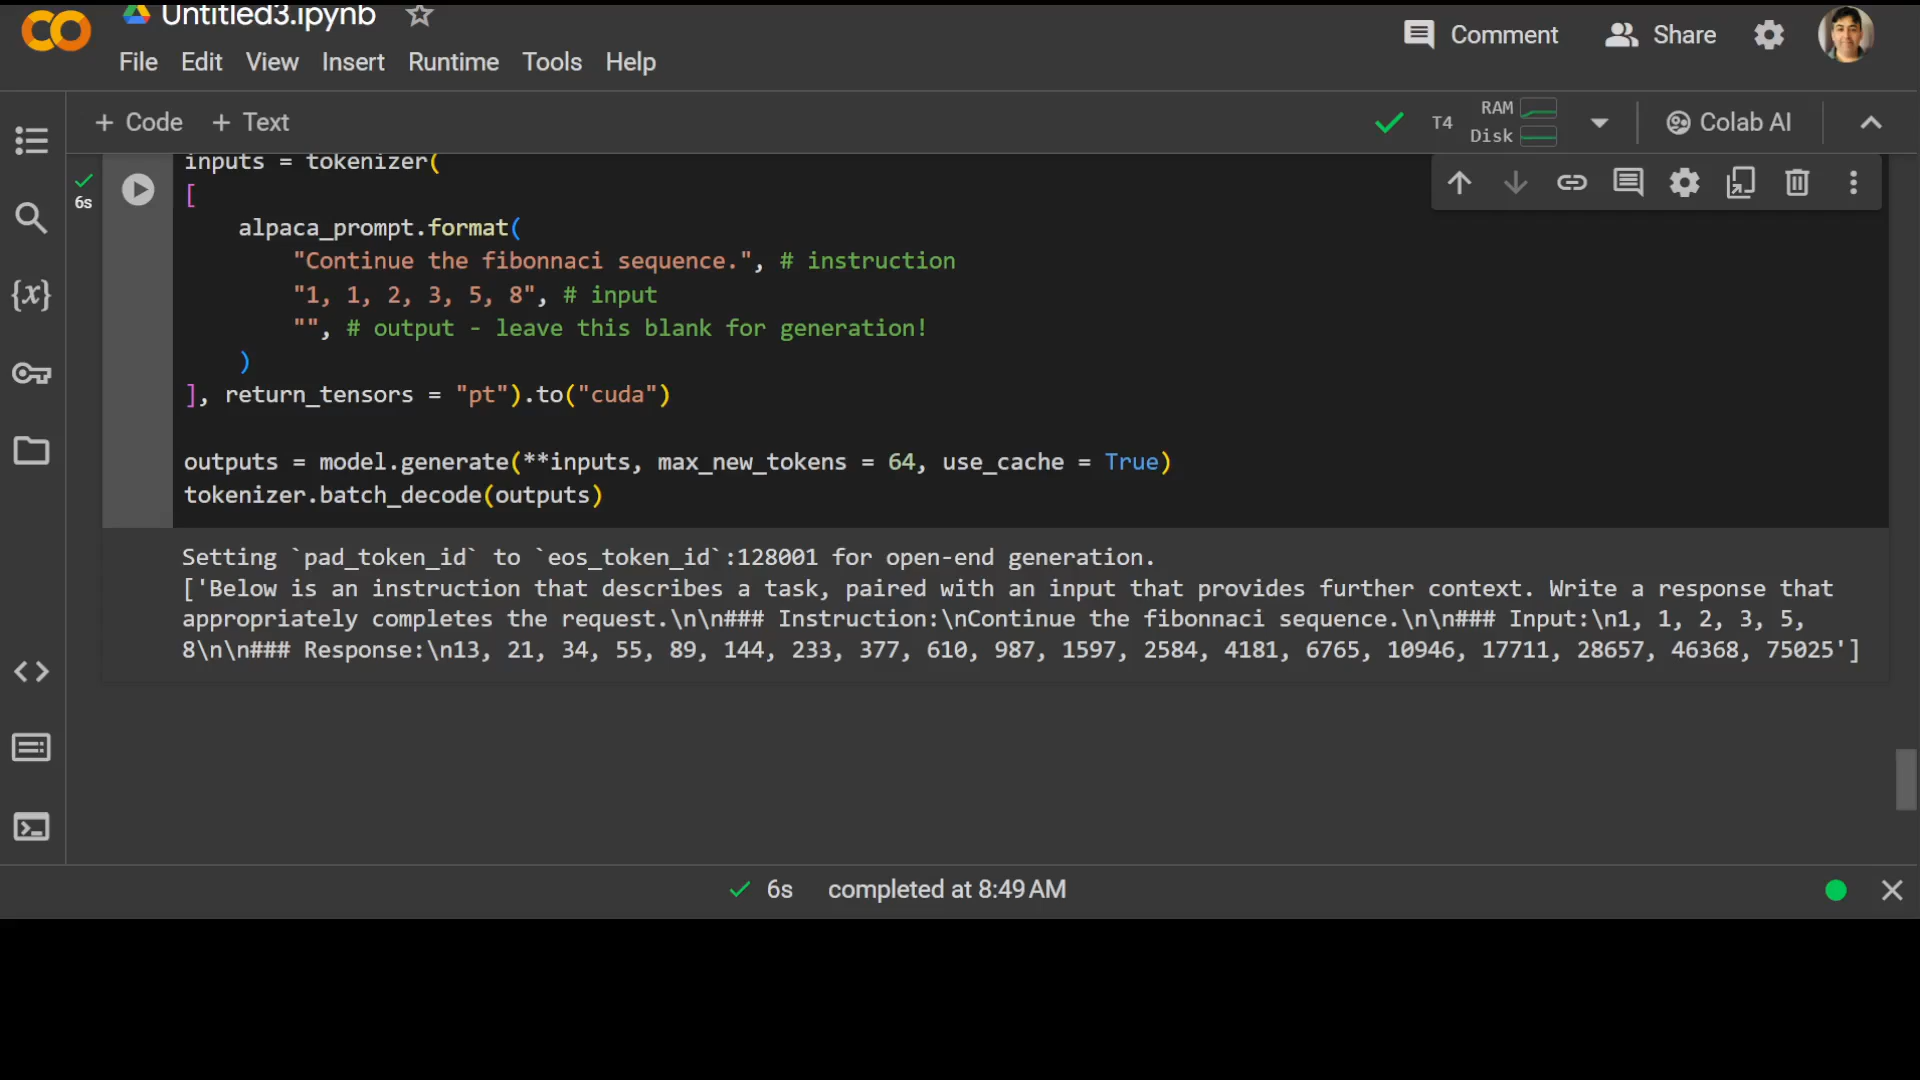 Untitled3.ipynb
Comment
Share
File Edit View Insert Runtime Tools Help
+ Code + Text
T4
RAM
Disk
Colab AI
inputs = tokenizer(
6s
[
alpaca_prompt.format(
"Continue the fibonnaci sequence.", # instruction
{x}
"1, 1, 2, 3, 5, 8", # input
"", # output - leave this blank for generation!
)
], return_tensors = "pt").to("cuda")
outputs = model.generate(**inputs, max_new_tokens = 64, use_cache = True)
tokenizer.batch_decode(outputs)
Setting `pad_token_id` to `eos_token_id`:128001 for open-end generation.
['Below is an instruction that describes a task, paired with an input that provides further context. Write a response that
appropriately completes the request.\n\n### Instruction:\nContinue the fibonnaci sequence.\n\n### Input:\n1, 1, 2, 3, 5,
8\n\n### Response:\n13, 21, 34, 55, 89, 144, 233, 377, 610, 987, 1597, 2584, 4181, 6765, 10946, 17711, 28657, 46368, 75025']
6s completed at 8:49 AM